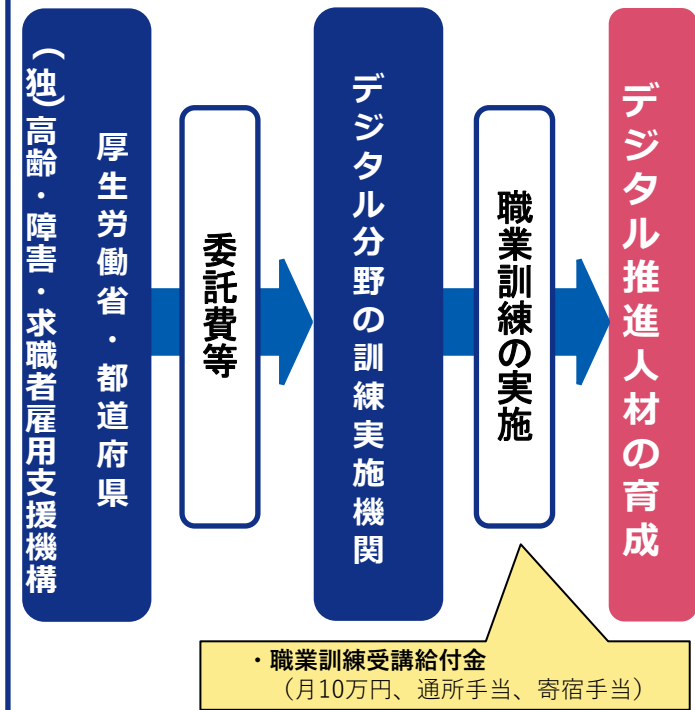 厚生労働省・都道府県
(独)高齢・障害・求職者雇用支援機構
委託費等
デジタル分野の訓練実施機関
職業訓練の実施
デジタル推進人材の育成
・職業訓練受講給付金
（月10万円、通所手当、寄宿手当）